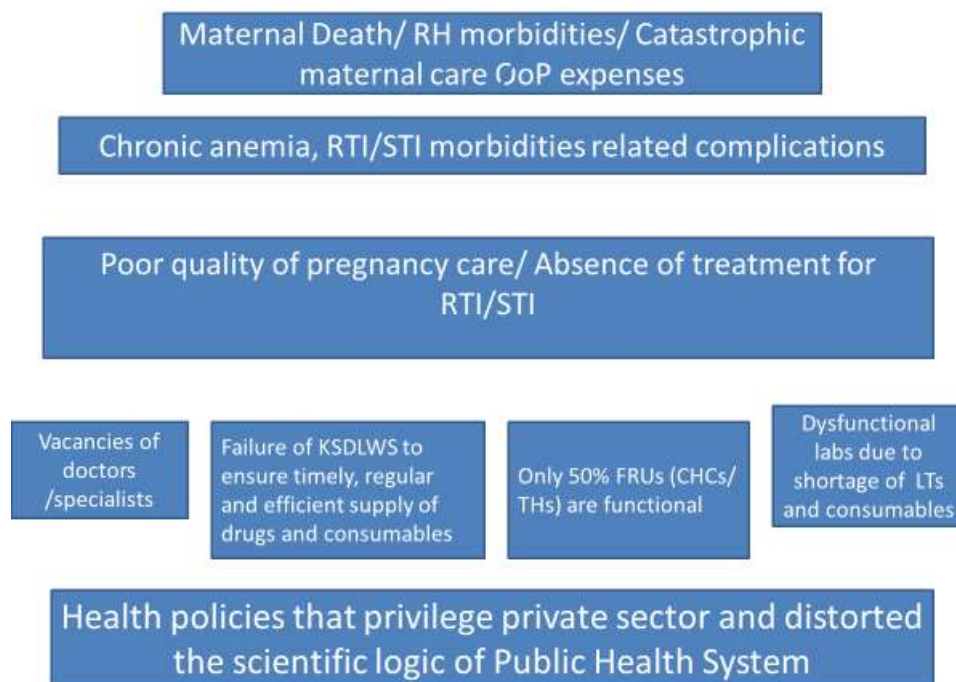 Maternal Death/ RH morbidities/ Catastrophic
maternal care OoP expenses
Chronic anemia, RTI/STI morbidities related complications
Poor quality of pregnancy care/ Absence of treatment for
RTI/STI
Vacancies of
doctors
/specialists
Failure of KSDLWS to
ensure timely, regular
and efficient supply of
drugs and consumables
Only 50% FRUs (CHCs/
THs) are functional
Dysfunctional
labs due to
shortage of LTs
and consumables
Health policies that privilege private sector and distorted
the scientific logic of Public Health System